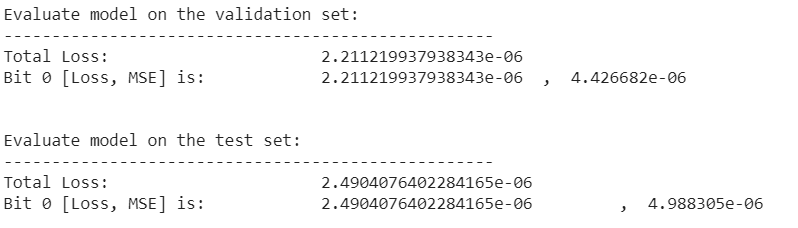 Evaluate model on the validation set:
---------------------------------------------------
Total Loss: 2.211219937938343e-06
Bit 0 [Loss, MSE] is: 2.211219937938343e-06 , 4.426682e-06
Evaluate model on the test set:
---------------------------------------------------
Total Loss: 2.4904076402284165e-06
Bit 0 [Loss, MSE] is: 2.4904076402284165e-06 , 4.988305e-06